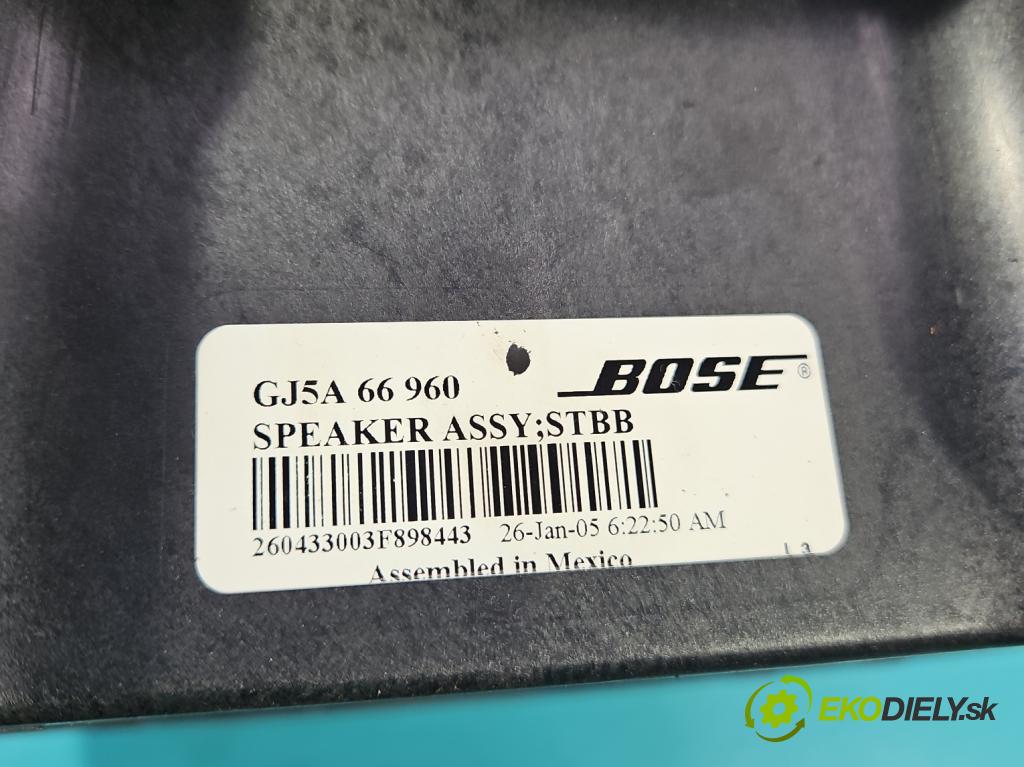 GJ5A 66 960
BOSE®
SPEAKER ASSY;STBB
260433003F898443 26-Jan-05 6:22:50 AM
Assembled in Mexico
EKODIELY.sk